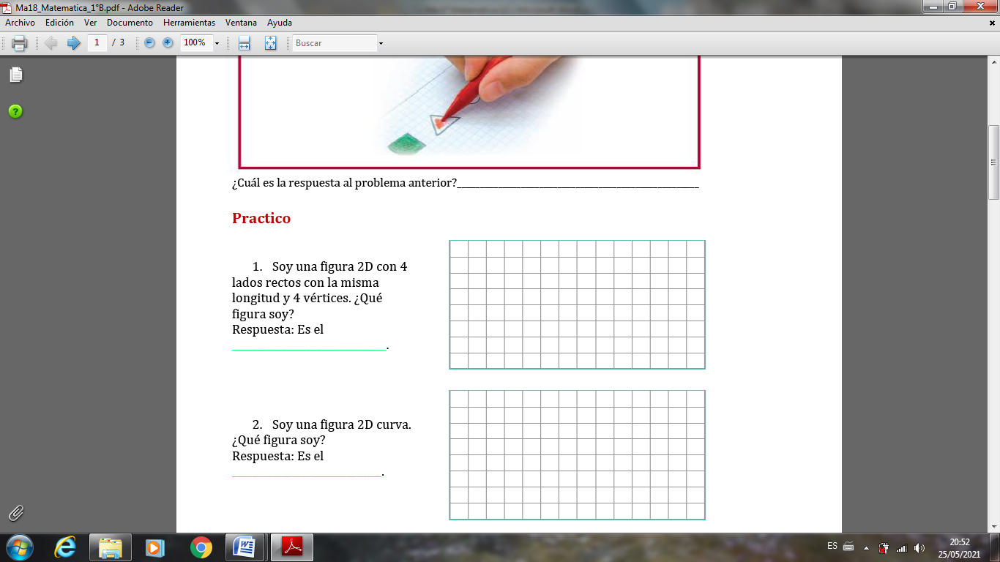 Ma18_Matematica_1°B.pdf - Adobe Reader
Archivo Edición Ver Documento Herramientas Ventana Ayuda
1 / 3 100% Buscar
¿Cuál es la respuesta al problema anterior?________________________________________
Practico
1. Soy una figura 2D con 4
lados rectos con la misma
longitud y 4 vértices. ¿Qué
figura soy?
Respuesta: Es el
__________________________.
2. Soy una figura 2D curva.
¿Qué figura soy?
Respuesta: Es el
__________________________.
ES
20:52
25/05/2021